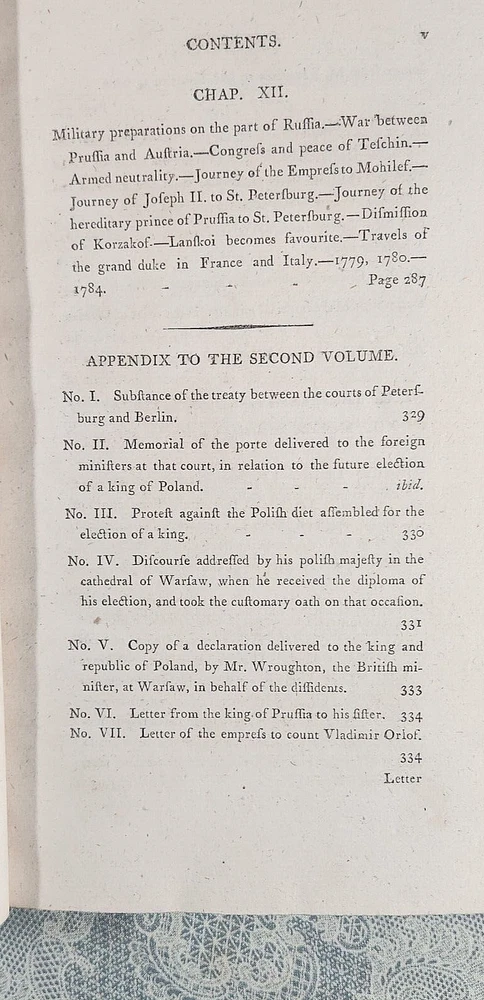 CONTENTS. v
CHAP. XII.
Military preparations on the part of Ruſſia.—War between
Pruſſia and Auſtria.—Congreſs and peace of Teſchin.—
Armed neutrality.—Journey of the Empreſs to Mohilef.—
Journey of Joſeph II. to St. Peterſburg.—Journey of the
hereditary prince of Pruſſia to St. Peterſburg.—Diſmiſſion
of Korzakof.—Lanſkoi becomes favourite.—Travels of
the grand duke in France and Italy.—1779, 1780.—
1784. - - - Page 287
APPENDIX TO THE SECOND VOLUME.
No. I. Subſtance of the treaty between the courts of Peterſ-
burg and Berlin. 329
No. II. Memorial of the porte delivered to the foreign
miniſters at that court, in relation to the future election
of a king of Poland. - - - ibid.
No. III. Proteſt againſt the Poliſh diet aſſembled for the
election of a king. - - - 330
No. IV. Diſcourſe addreſſed by his poliſh majeſty in the
cathedral of Warſaw, when he received the diploma of
his election, and took the cuſtomary oath on that occaſion.
331
No. V. Copy of a declaration delivered to the king and
republic of Poland, by Mr. Wroughton, the Britiſh mi-
niſter, at Warſaw, in behalf of the diſſidents. 333
No. VI. Letter from the king of Pruſſia to his ſiſter. 334
No. VII. Letter of the empreſs to count Vladimir Orlof.
334
Letter